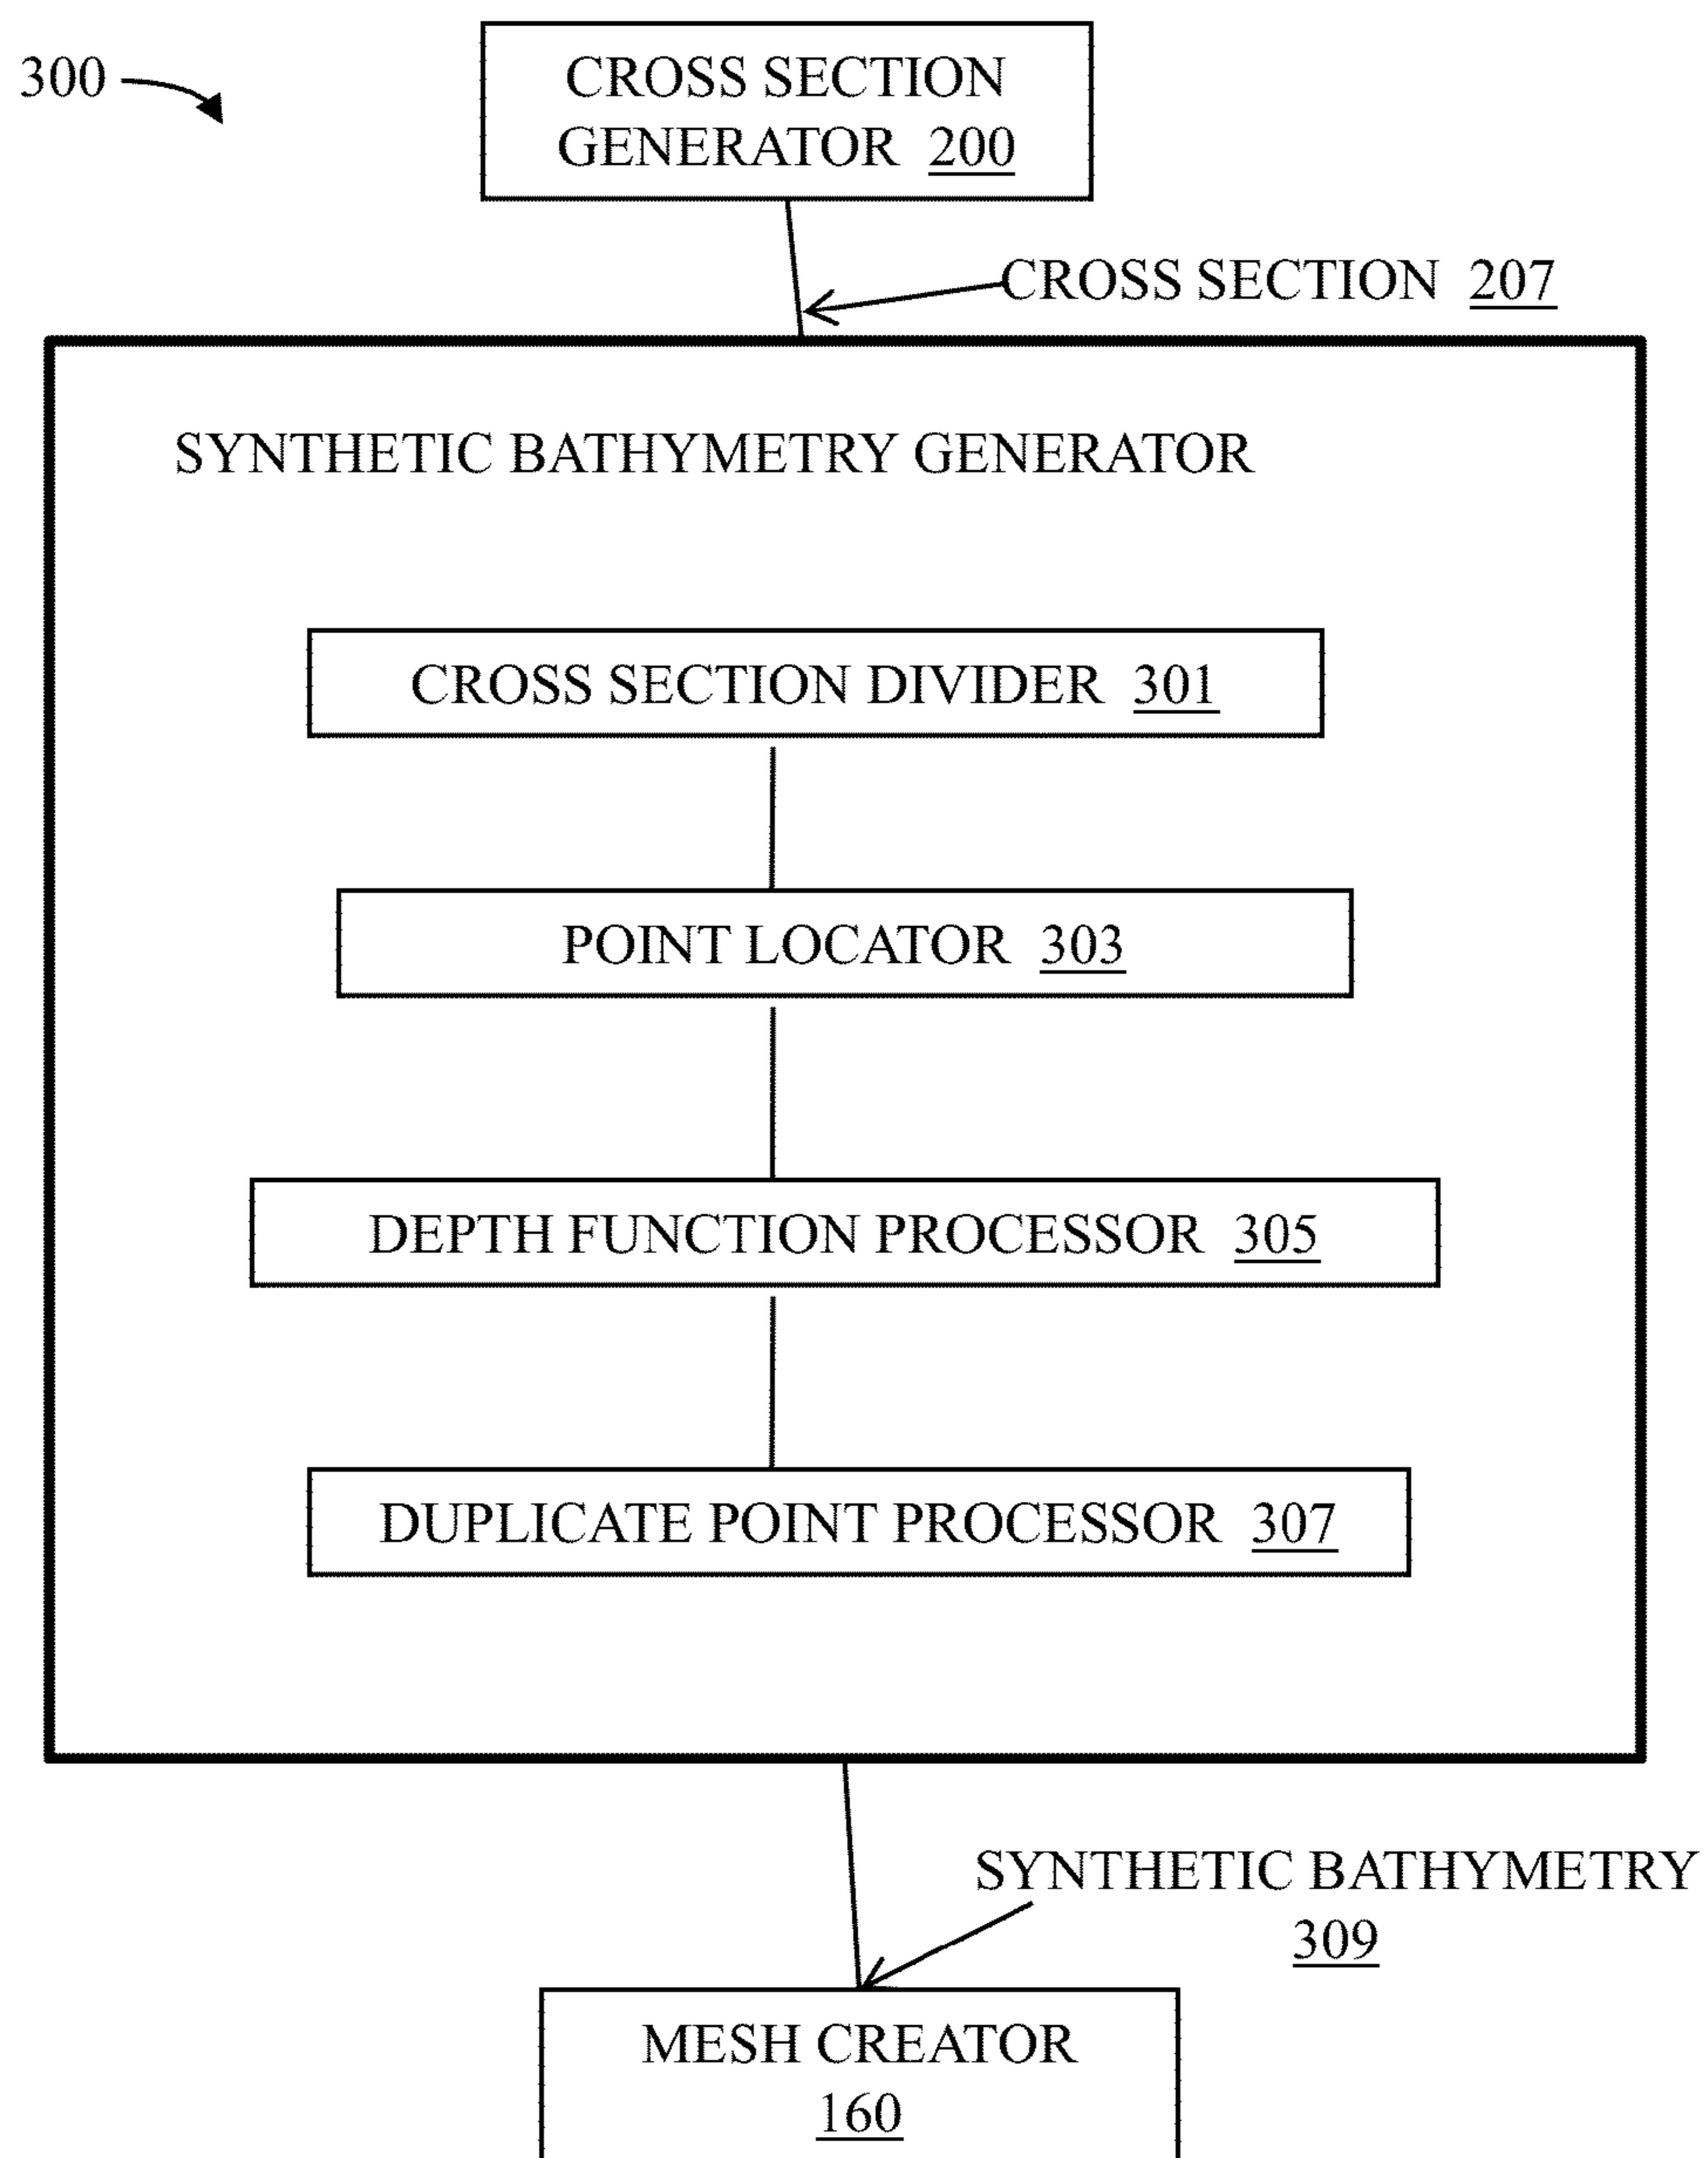 300
CROSS SECTION
GENERATOR 200
CROSS SECTION 207
SYNTHETIC BATHYMETRY GENERATOR
CROSS SECTION DIVIDER 301
POINT LOCATOR 303
DEPTH FUNCTION PROCESSOR 305
DUPLICATE POINT PROCESSOR 307
SYNTHETIC BATHYMETRY
309
MESH CREATOR
160